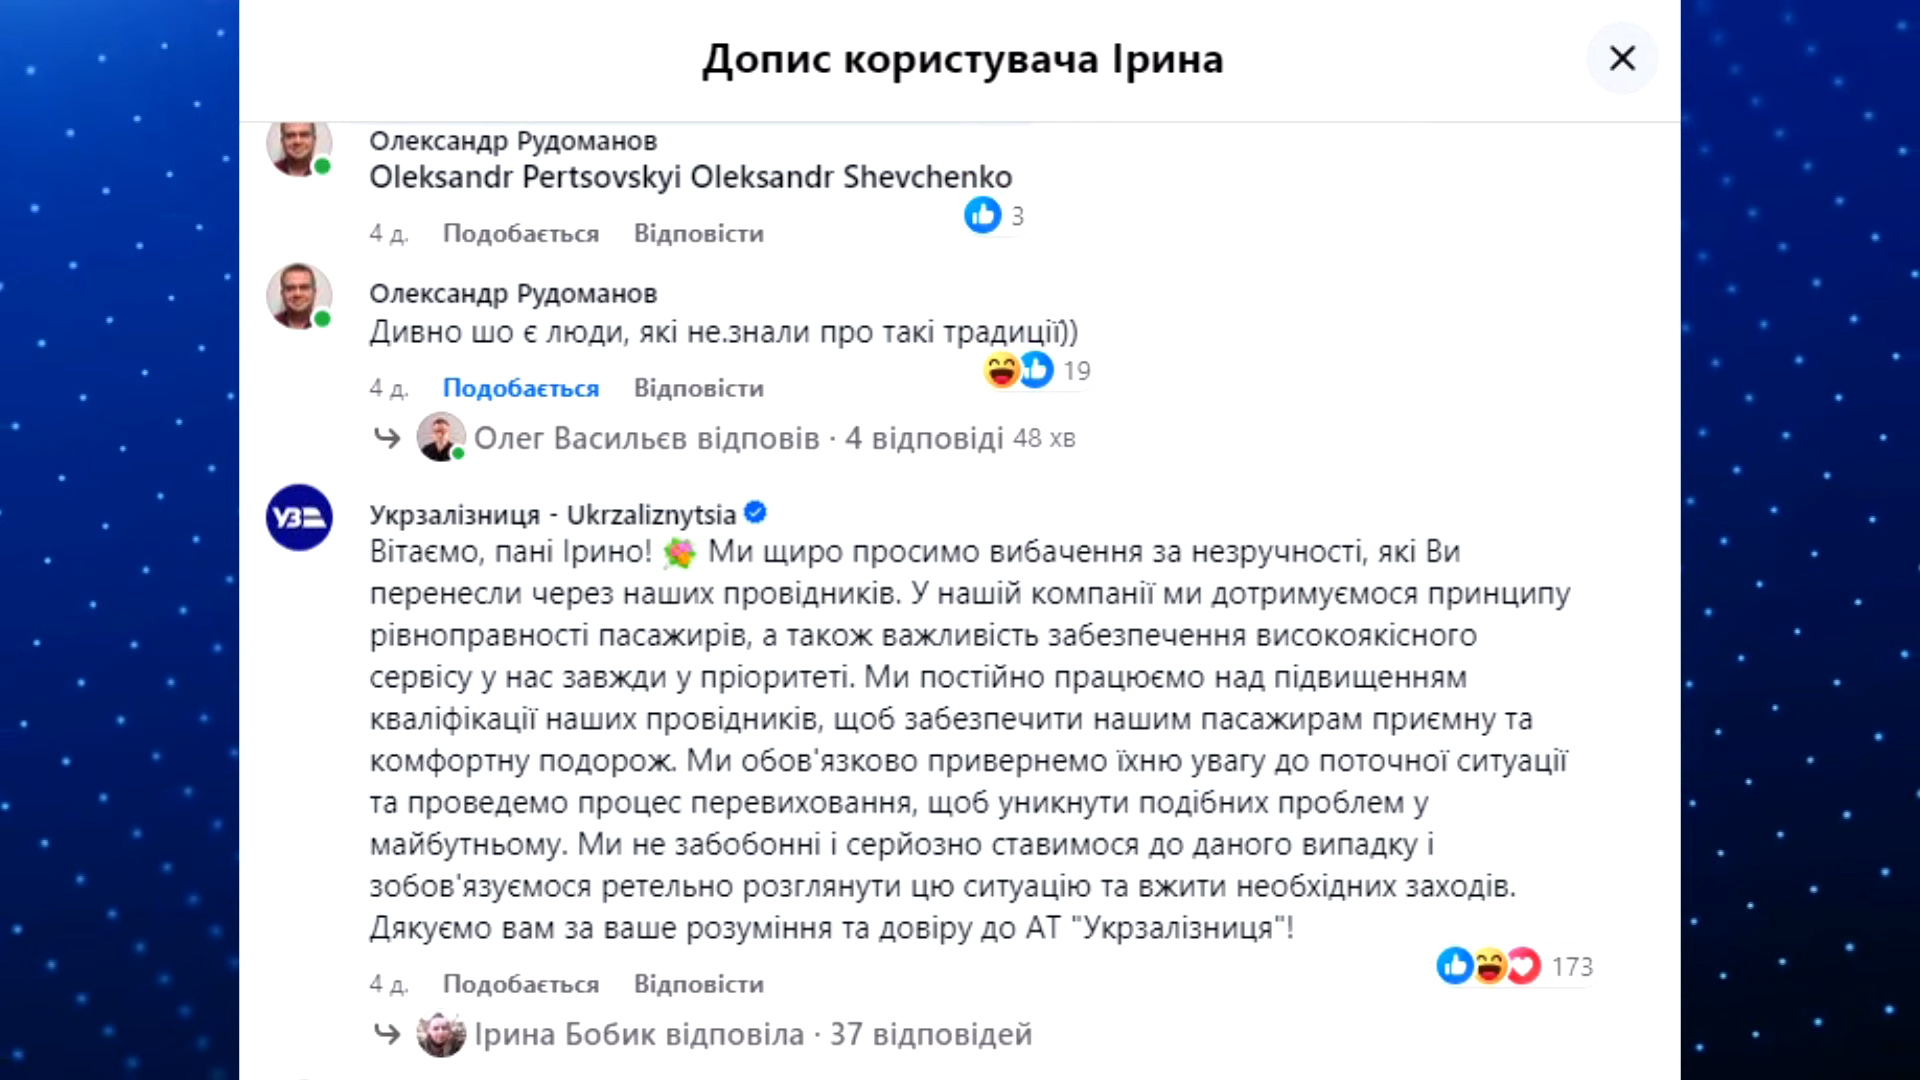 Допис користувача Ірина
Олександр Рудоманов
Oleksandr Pertsovskyi Oleksandr Shevchenko
3
4 д. Подобається Відповісти
Олександр Рудоманов
Дивно шо є люди, які не.знали про такі традиції))
19
4 д. Подобається Відповісти
Олег Васильєв відповів · 4 відповіді 48 хв
УЗ
Укрзалізниця - Ukrzaliznytsia
Вітаємо, пані Ірино! 💐 Ми щиро просимо вибачення за незручності, які Ви
перенесли через наших провідників. У нашій компанії ми дотримуємося принципу
рівноправності пасажирів, а також важливість забезпечення високоякісного
сервісу у нас завжди у пріоритеті. Ми постійно працюємо над підвищенням
кваліфікації наших провідників, щоб забезпечити нашим пасажирам приємну та
комфортну подорож. Ми обов'язково привернемо їхню увагу до поточної ситуації
та проведемо процес перевиховання, щоб уникнути подібних проблем у
майбутньому. Ми не забобонні і серйозно ставимося до даного випадку і
зобов'язуємося ретельно розглянути цю ситуацію та вжити необхідних заходів.
Дякуємо вам за ваше розуміння та довіру до АТ "Укрзалізниця"!
173
4 д. Подобається Відповісти
Ірина Бобик відповіла · 37 відповідей